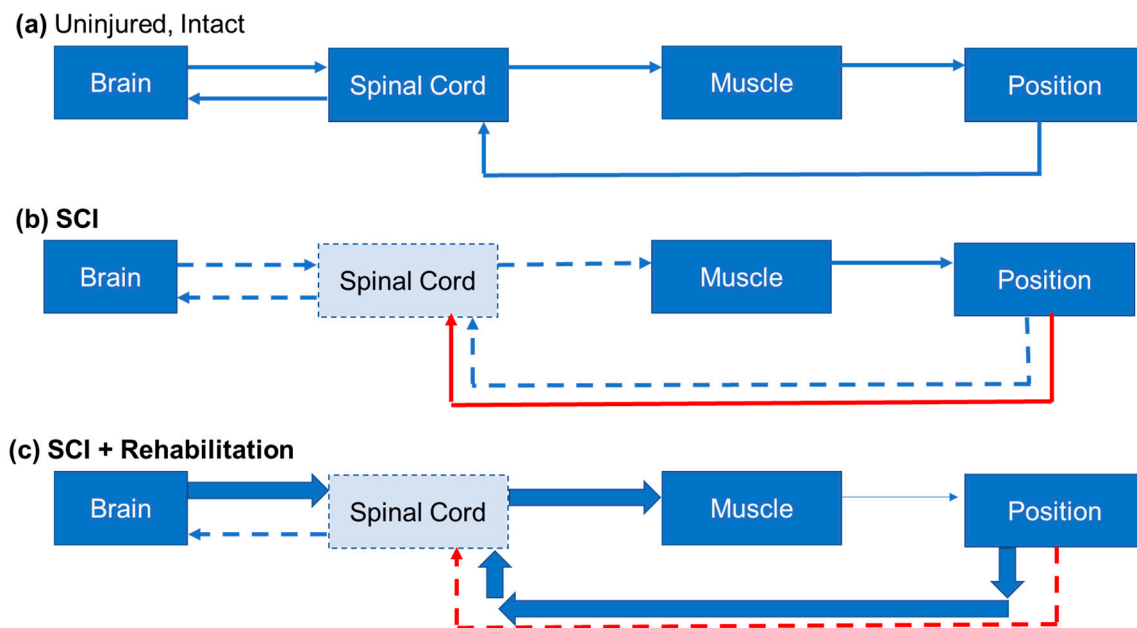 (a) Uninjured, Intact
Brain
Spinal Cord
Muscle
Position
(b) SCI
Brain
Spinal Cord
Muscle
Position
(c) SCI + Rehabilitation
Brain
Spinal Cord
Muscle
Position